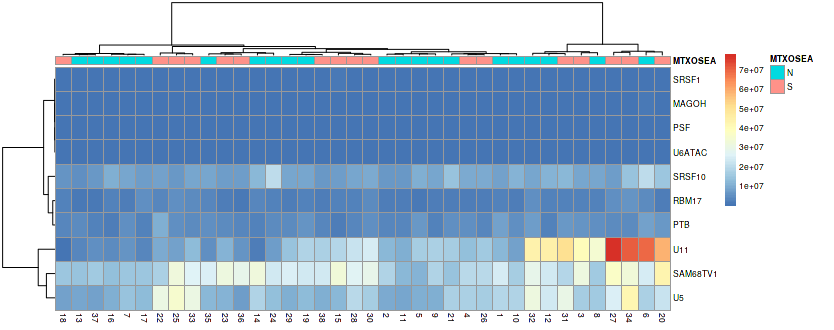 MTXOSEA
SRSF1
MAGOH
PSF
U6ATAC
SRSF10
RBM17
PTB
U11
SAM68TV1
U5
18 13 37 16 7 17 22 25 33 35 23 36 14 24 29 19 38 15 28 30 2 11 5 9 21 4 26 1 10 32 12 31 3 8 27 34 6 20
7e+07
6e+07
5e+07
4e+07
3e+07
2e+07
1e+07
MTXOSEA
N
S